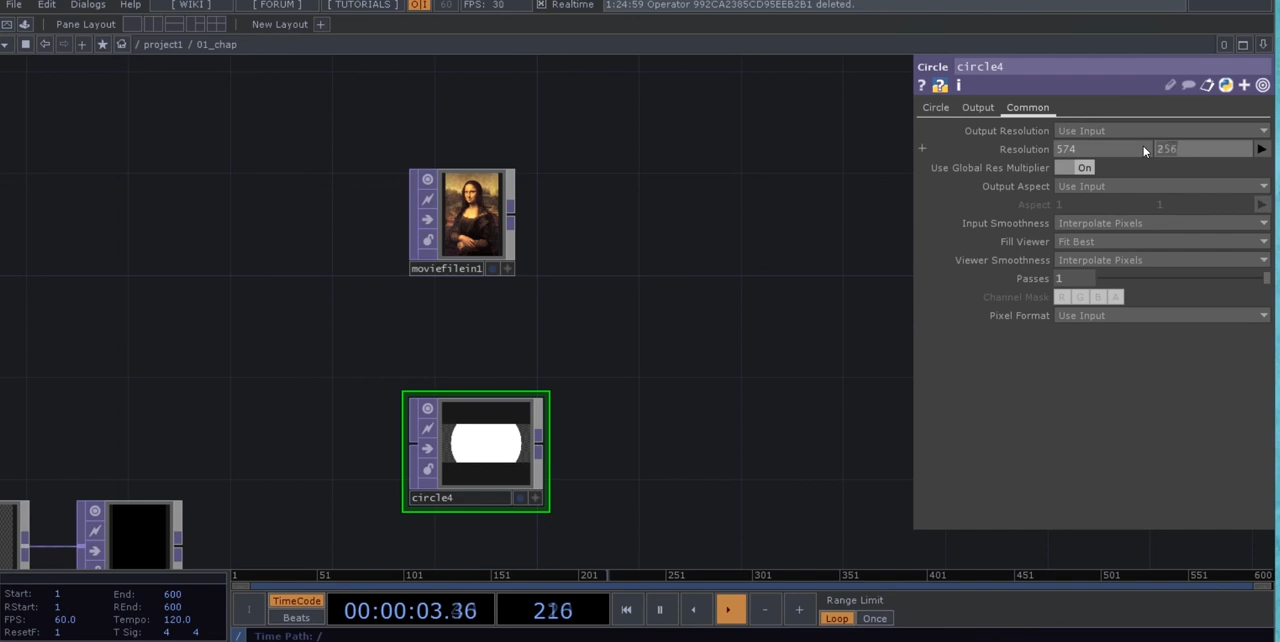 File Edit Dialogs Help [ WIKI ] [ FORUM ] [ TUTORIALS ] O|I 60 FPS: 30 Realtime 1:24:59 Operator 992CA2385CD95EEB2B1 deleted.
Pane Layout New Layout +
/ project1 / 01_chap 0
Circle circle4
? ? i
Circle Output Common
Output Resolution Use Input
+ Resolution 574 256
Use Global Res Multiplier On
Output Aspect Use Input
Aspect 1 1
Input Smoothness Interpolate Pixels
Fill Viewer Fit Best
Viewer Smoothness Interpolate Pixels
Passes 1
Channel Mask R G B A
Pixel Format Use Input
moviefilein1
circle4
1 51 101 151 201 251 301 351 401 451 501 551 600
Start: 1 End: 600
RStart: 1 REnd: 600
FPS: 60.0 Tempo: 120.0
ResetF: 1 T Sig: 4 4
TimeCode
Beats
00:00:03.36 216
Range Limit
Loop Once
/ Time Path: /